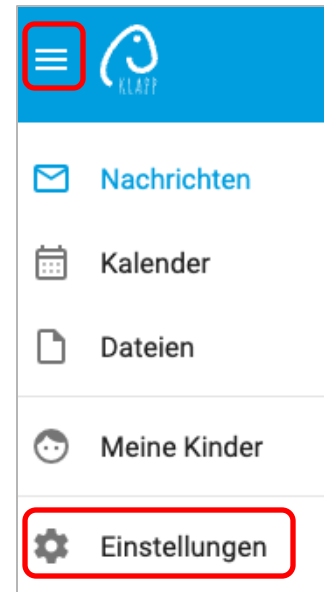 KLAPP
Nachrichten
Kalender
Dateien
Meine Kinder
Einstellungen